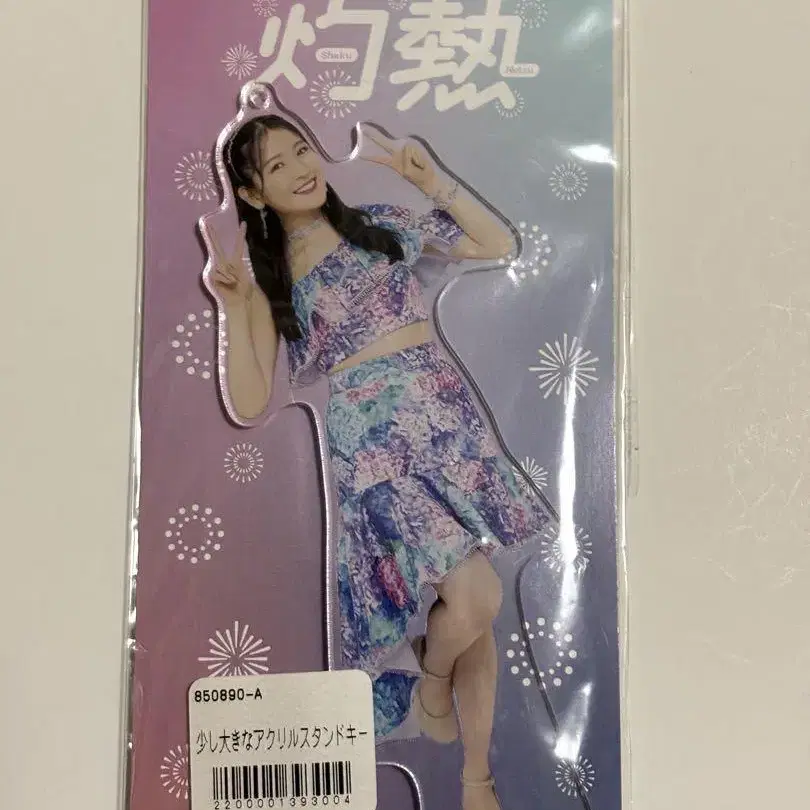 灼熱
Shaku
Netsu
850890-A
少し大きなアクリルスタンドキー
2200001393004